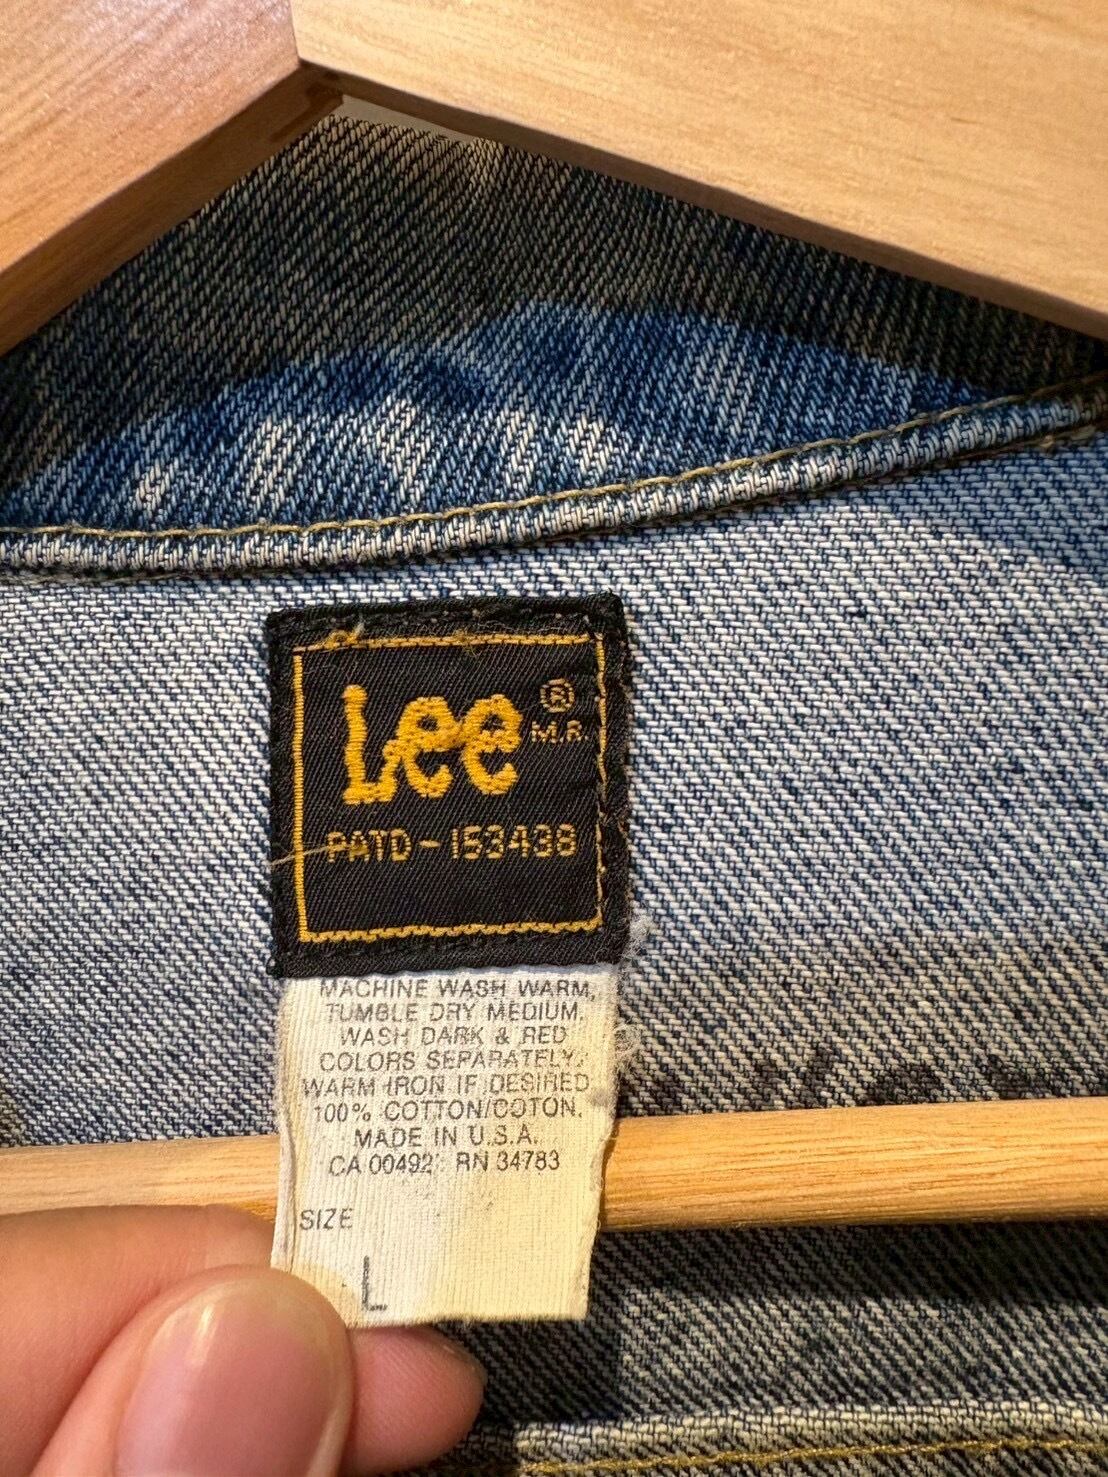 Lee ®
M.R.
PATD-153438
MACHINE WASH WARM,
TUMBLE DRY MEDIUM.
WASH DARK & RED
COLORS SEPARATELY.
WARM IRON IF DESIRED
100% COTTON/COTON.
MADE IN U.S.A.
CA 00492 RN 34783
SIZE
L